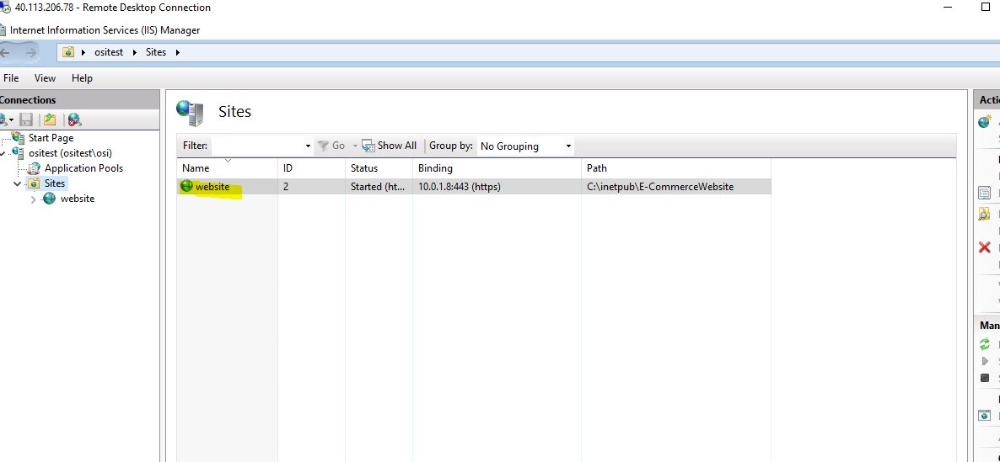 40.113.206.78 - Remote Desktop Connection
Internet Information Services (IIS) Manager
ositest Sites
File View Help
Connections
Start Page
ositest (ositest\osi)
Application Pools
Sites
website
Sites
Filter: Go Show All Group by: No Grouping
Name ID Status Binding Path
website 2 Started (ht... 10.0.1.8:443 (https) C:\inetpub\E-CommerceWebsite
Acti
Man